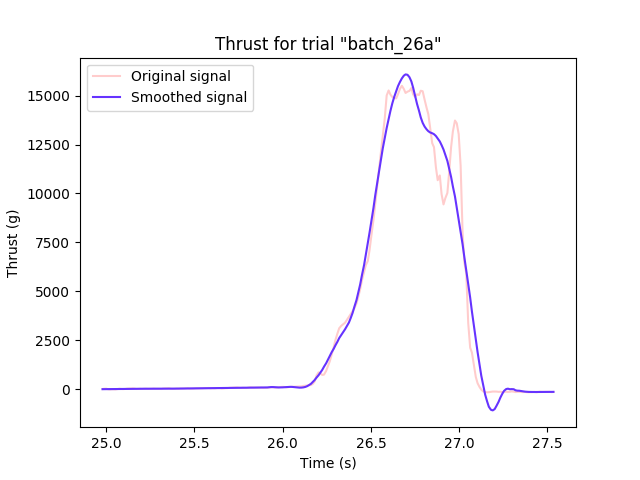 Thrust for trial "batch_26a"
Original signal
Smoothed signal
15000
12500
10000
7500
5000
2500
0
Thrust (g)
25.0 25.5 26.0 26.5 27.0 27.5
Time (s)